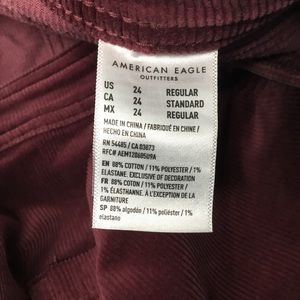 AMERICAN EAGLE
OUTFITTERS
US 24 REGULAR
CA 24 STANDARD
MX 24 REGULAR
MADE IN CHINA / FABRIQUÉ EN CHINE /
HECHO EN CHINA
RN 54485 / CA 03673
RFC# AEM120606U9A
EN 88% COTTON / 11% POLYESTER / 1%
ELASTANE. EXCLUSIVE OF DECORATION
FR 88% COTON / 11% POLYESTER /
1% ÉLASTHANNE. À L'EXCEPTION DE LA
GARNITURE
SP 88% algodón / 11% poliéster / 1%
elastano